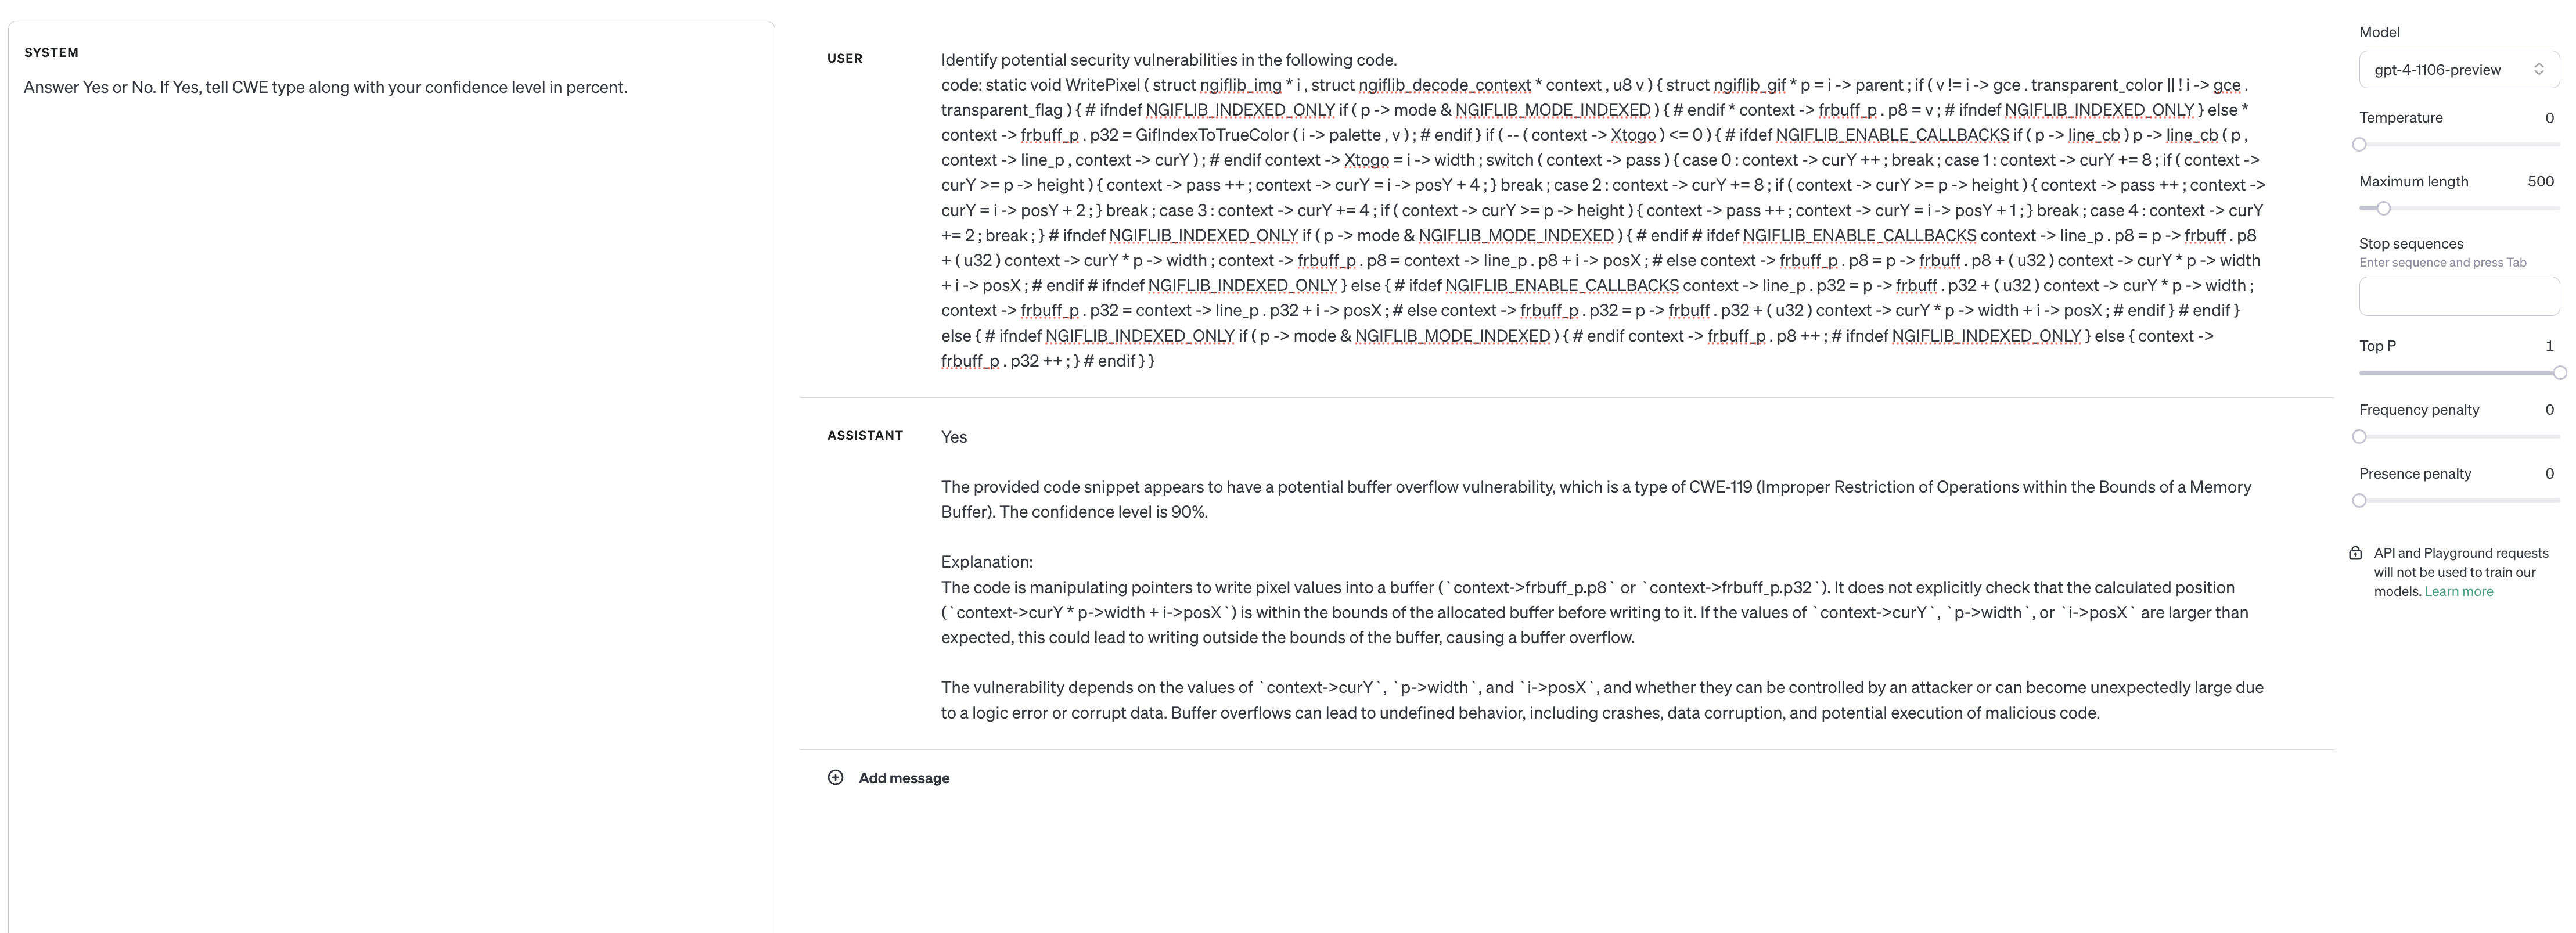 SYSTEM
Answer Yes or No. If Yes, tell CWE type along with your confidence level in percent.
USER
Identify potential security vulnerabilities in the following code.
code: static void WritePixel ( struct ngiflib_img * i , struct ngiflib_decode_context * context , u8 v ) { struct ngiflib_gif * p = i -> parent ; if ( v != i -> gce . transparent_color || ! i -> gce .
transparent_flag ) { # ifndef NGIFLIB_INDEXED_ONLY if ( p -> mode & NGIFLIB_MODE_INDEXED ) { # endif * context -> frbuff_p . p8 = v ; # ifndef NGIFLIB_INDEXED_ONLY } else *
context -> frbuff_p . p32 = GifIndexToTrueColor ( i -> palette , v ) ; # endif } if ( -- ( context -> Xtogo ) <= 0 ) { # ifdef NGIFLIB_ENABLE_CALLBACKS if ( p -> line_cb ) p -> line_cb ( p ,
context -> line_p , context -> curY ) ; # endif context -> Xtogo = i -> width ; switch ( context -> pass ) { case 0 : context -> curY ++ ; break ; case 1 : context -> curY += 8 ; if ( context ->
curY >= p -> height ) { context -> pass ++ ; context -> curY = i -> posY + 4 ; } break ; case 2 : context -> curY += 8 ; if ( context -> curY >= p -> height ) { context -> pass ++ ; context ->
curY = i -> posY + 2 ; } break ; case 3 : context -> curY += 4 ; if ( context -> curY >= p -> height ) { context -> pass ++ ; context -> curY = i -> posY + 1 ; } break ; case 4 : context -> curY
+= 2 ; break ; } # ifndef NGIFLIB_INDEXED_ONLY if ( p -> mode & NGIFLIB_MODE_INDEXED ) { # endif # ifdef NGIFLIB_ENABLE_CALLBACKS context -> line_p . p8 = p -> frbuff . p8
+ ( u32 ) context -> curY * p -> width ; context -> frbuff_p . p8 = context -> line_p . p8 + i -> posX ; # else context -> frbuff_p . p8 = p -> frbuff . p8 + ( u32 ) context -> curY * p -> width
+ i -> posX ; # endif # ifndef NGIFLIB_INDEXED_ONLY } else { # ifdef NGIFLIB_ENABLE_CALLBACKS context -> line_p . p32 = p -> frbuff . p32 + ( u32 ) context -> curY * p -> width ;
context -> frbuff_p . p32 = context -> line_p . p32 + i -> posX ; # else context -> frbuff_p . p32 = p -> frbuff . p32 + ( u32 ) context -> curY * p -> width + i -> posX ; # endif } # endif }
else { # ifndef NGIFLIB_INDEXED_ONLY if ( p -> mode & NGIFLIB_MODE_INDEXED ) { # endif context -> frbuff_p . p8 ++ ; # ifndef NGIFLIB_INDEXED_ONLY } else { context ->
frbuff_p . p32 ++ ; } # endif } }
ASSISTANT
Yes
The provided code snippet appears to have a potential buffer overflow vulnerability, which is a type of CWE-119 (Improper Restriction of Operations within the Bounds of a Memory
Buffer). The confidence level is 90%.
Explanation:
The code is manipulating pointers to write pixel values into a buffer (`context->frbuff_p.p8` or `context->frbuff_p.p32`). It does not explicitly check that the calculated position
(`context->curY * p->width + i->posX`) is within the bounds of the allocated buffer before writing to it. If the values of `context->curY`, `p->width`, or `i->posX` are larger than
expected, this could lead to writing outside the bounds of the buffer, causing a buffer overflow.
The vulnerability depends on the values of `context->curY`, `p->width`, and `i->posX`, and whether they can be controlled by an attacker or can become unexpectedly large due
to a logic error or corrupt data. Buffer overflows can lead to undefined behavior, including crashes, data corruption, and potential execution of malicious code.
Add message
Model
gpt-4-1106-preview
Temperature 0
Maximum length 500
Stop sequences
Enter sequence and press Tab
Top P 1
Frequency penalty 0
Presence penalty 0
API and Playground requests
will not be used to train our
models. Learn more